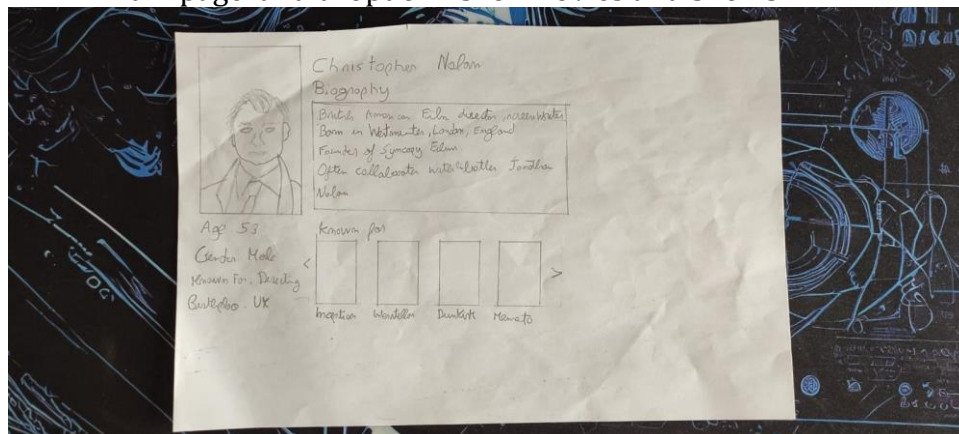 Christopher Nolan
Biography
British American Film director, screenwriter
Born in Westminster, London, England
Founder of Syncopy Films.
Often collaborates with brother Jonathan
Nolan
Age 53
Gender. Male
Known For. Directing
Birthplace. UK
Known for
< >
Inception Interstellar Dunkirk Memento